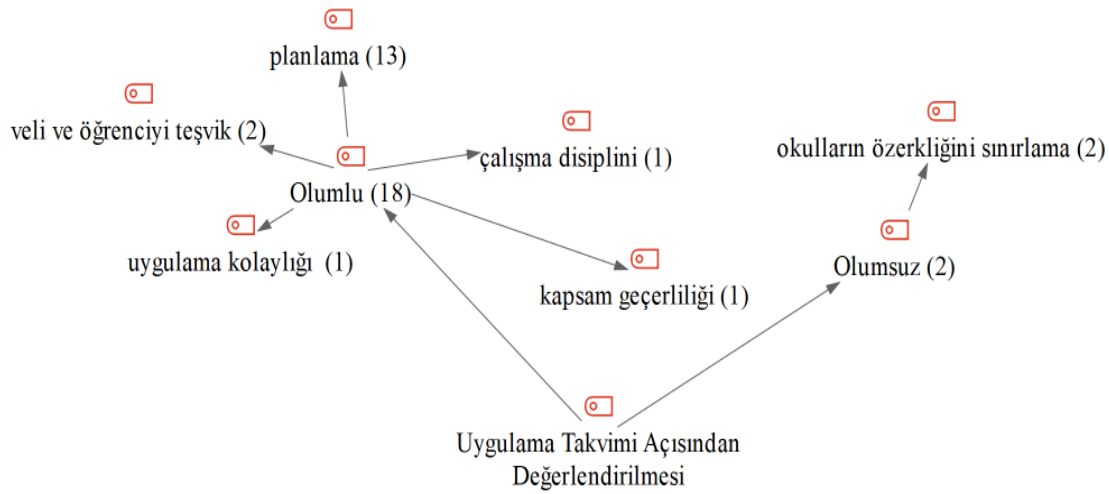 planlama (13)
veli ve öğrenciyi teşvik (2)
çalışma disiplini (1)
okulların özerkliğini sınırlama (2)
Olumlu (18)
uygulama kolaylığı (1)
kapsam geçerliliği (1)
Olumsuz (2)
Uygulama Takvimi Açısından
Değerlendirilmesi